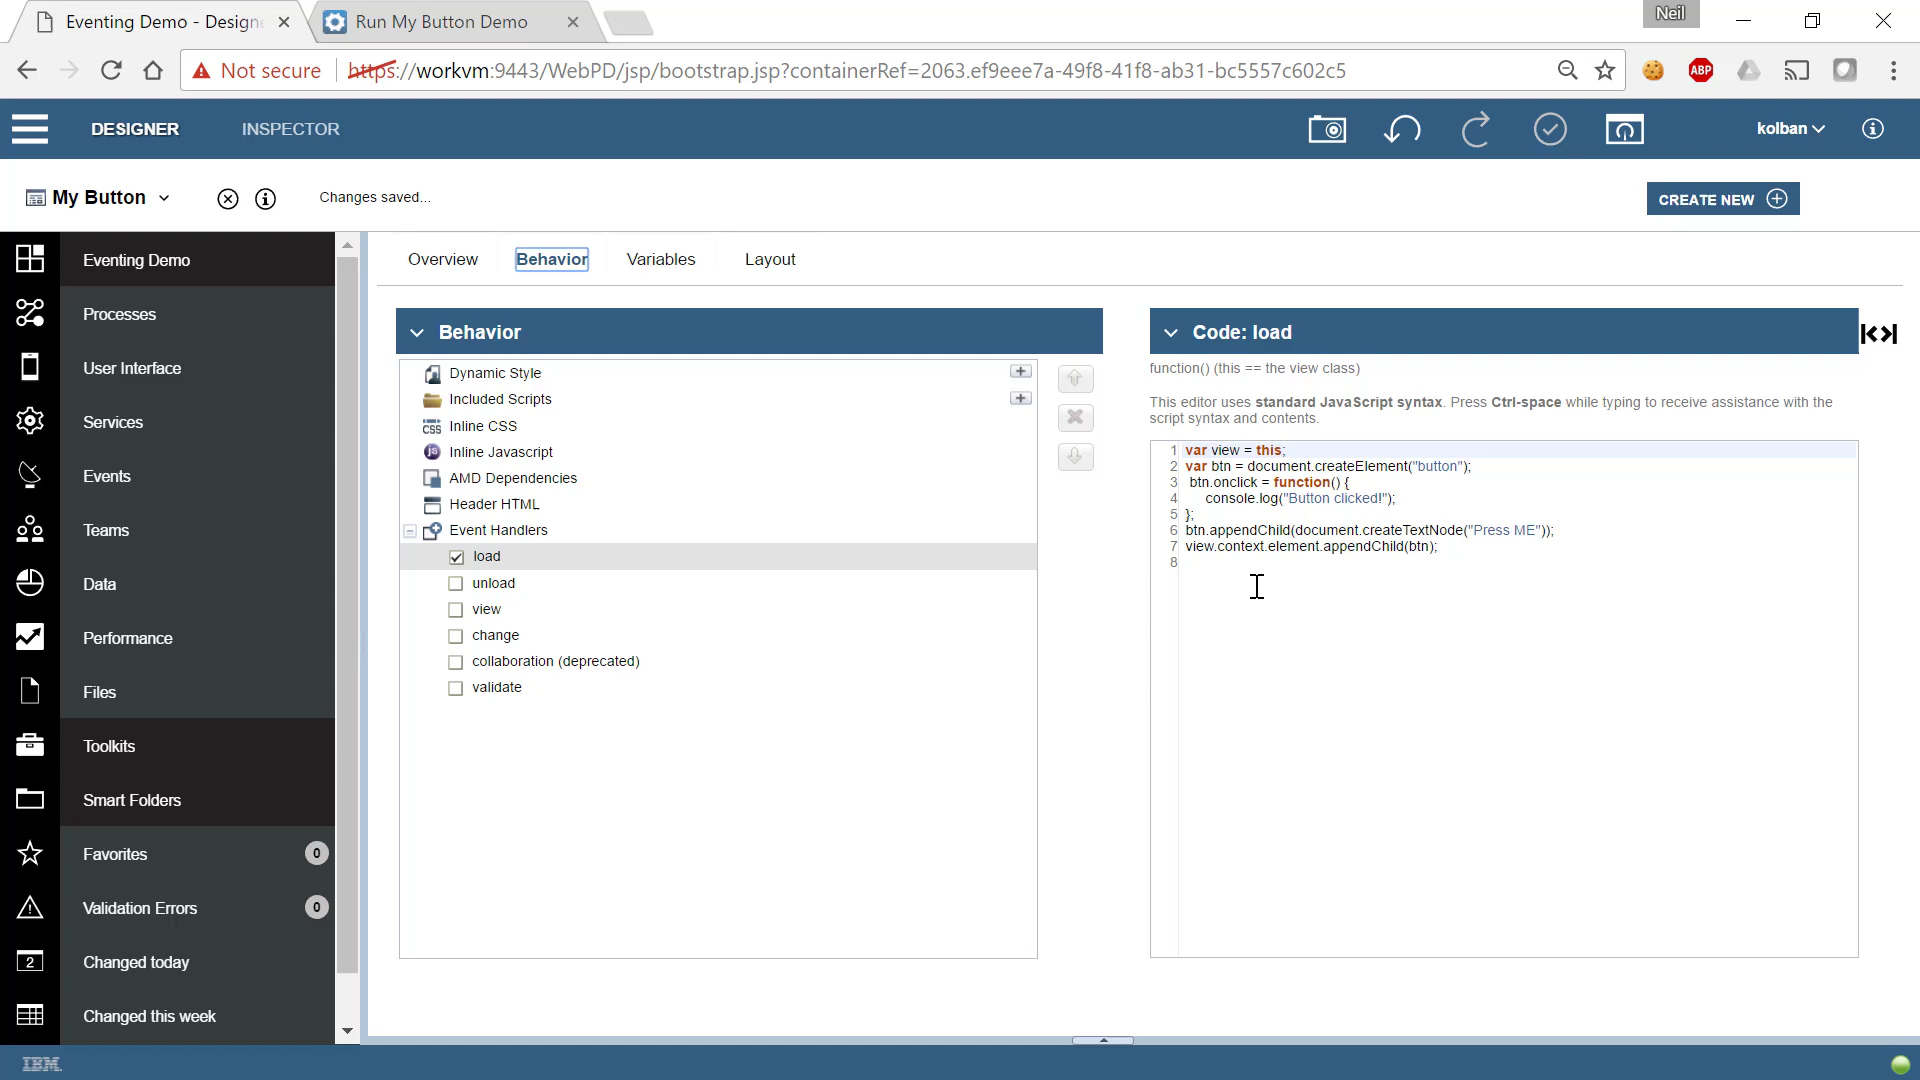 Neil
Eventing Demo - Design
Run My Button Demo
Not secure
https://workvm:9443/WebPD/jsp/bootstrap.jsp?containerRef=2063.ef9eee7a-49f8-41f8-ab31-bc5557c602c5
ABP
DESIGNER
INSPECTOR
kolban
My Button
Changes saved...
CREATE NEW
Eventing Demo
Processes
User Interface
Services
Events
Teams
Data
Performance
Files
Toolkits
Smart Folders
Favorites 0
Validation Errors 0
2 Changed today
Changed this week
Overview
Behavior
Variables
Layout
Behavior
Dynamic Style
Included Scripts
CSS Inline CSS
js Inline Javascript
AMD Dependencies
Header HTML
Event Handlers
load
unload
view
change
collaboration (deprecated)
validate
Code: load
function() (this == the view class)
This editor uses standard JavaScript syntax. Press Ctrl-space while typing to receive assistance with the
script syntax and contents.
1 var view = this;
2 var btn = document.createElement("button");
3 btn.onclick = function() {
4 console.log("Button clicked!");
5 };
6 btn.appendChild(document.createTextNode("Press ME"));
7 view.context.element.appendChild(btn);
8
IBM